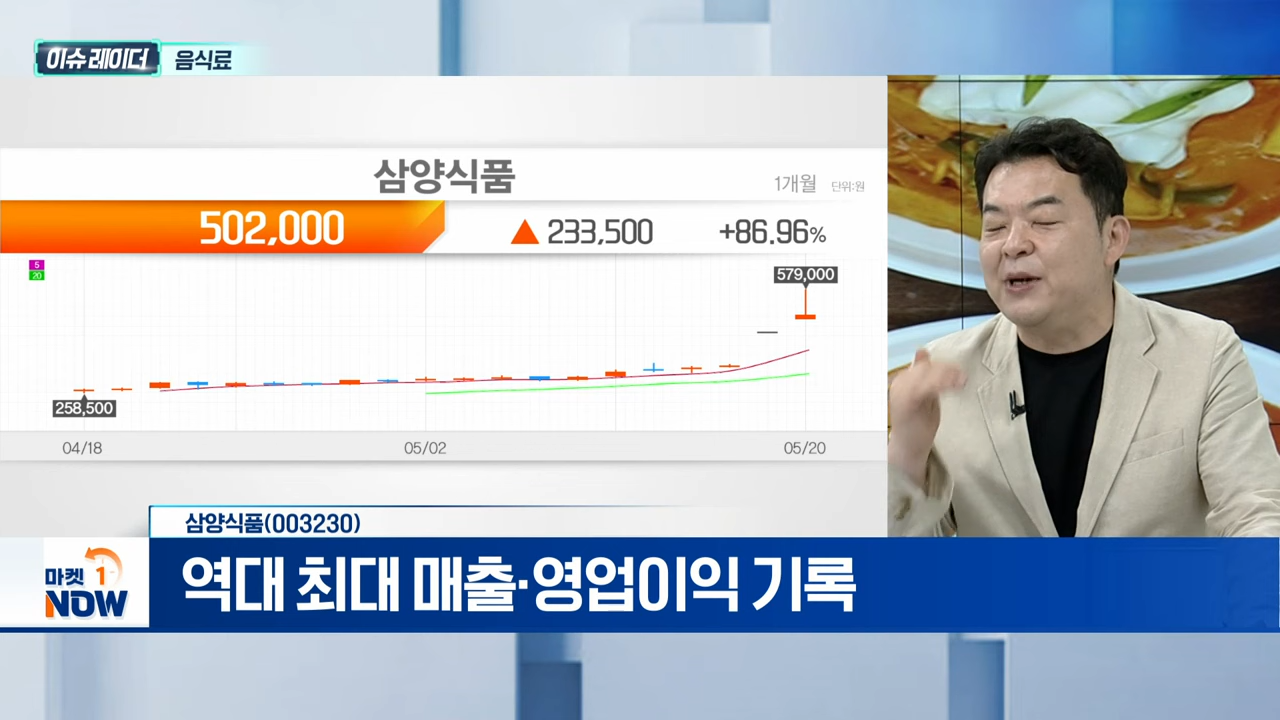 이슈 레이더 음식료
삼양식품
1개월 단위:원
502,000 ▲ 233,500 +86.96%
5
20
579,000
258,500
04/18 05/02 05/20
삼양식품(003230)
마켓 1
NOW
역대 최대 매출·영업이익 기록